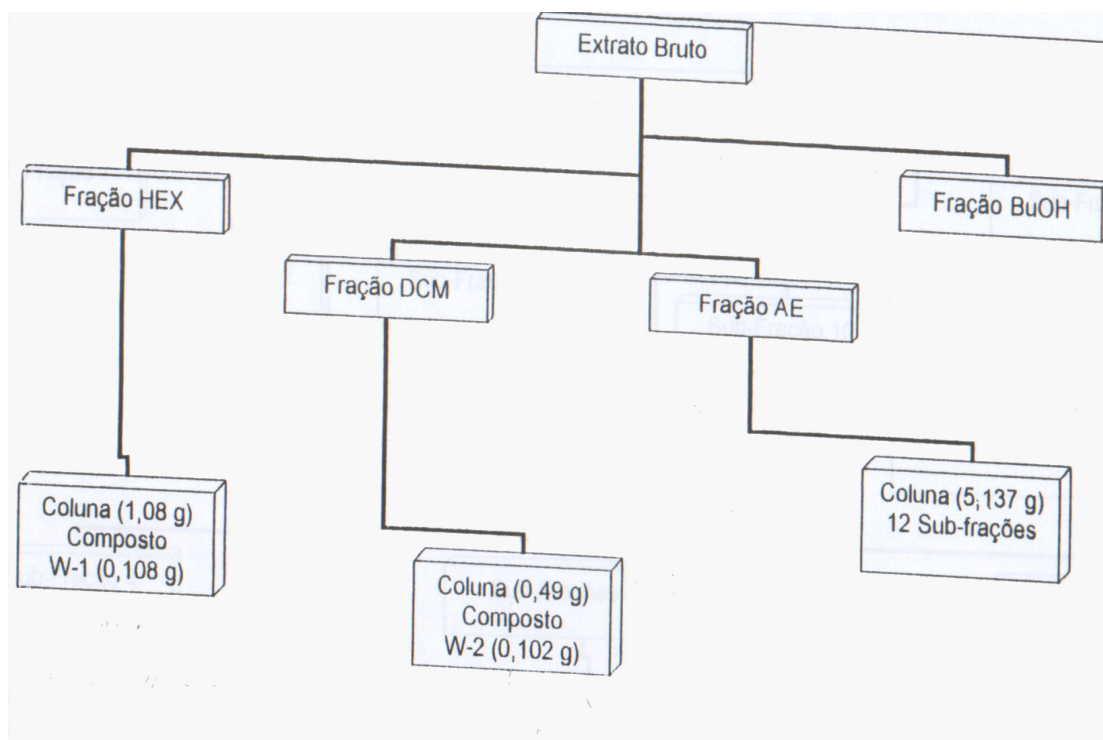 Extrato Bruto
Fração HEX
Fração BuOH
Fração DCM
Fração AE
Coluna (1,08 g)
Composto
W-1 (0,108 g)
Coluna (0,49 g)
Composto
W-2 (0,102 g)
Coluna (5,137 g)
12 Sub-frações